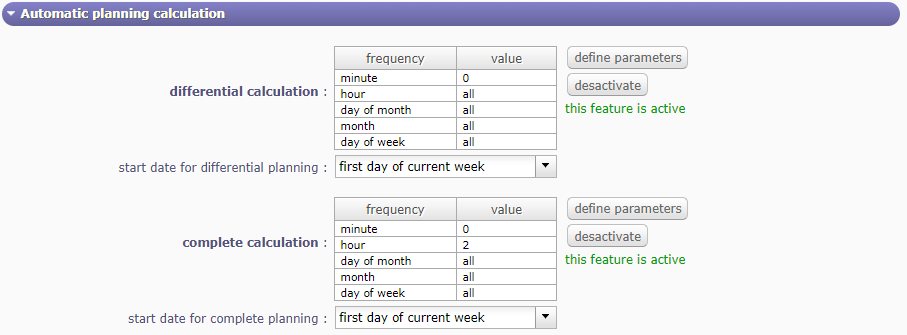 Automatic planning calculation
frequency value define parameters
minute 0
differential calculation : hour all desactivate
day of month all this feature is active
month all
day of week all
start date for differential planning : first day of current week
frequency value define parameters
minute 0
complete calculation : hour 2 desactivate
day of month all this feature is active
month all
day of week all
start date for complete planning : first day of current week